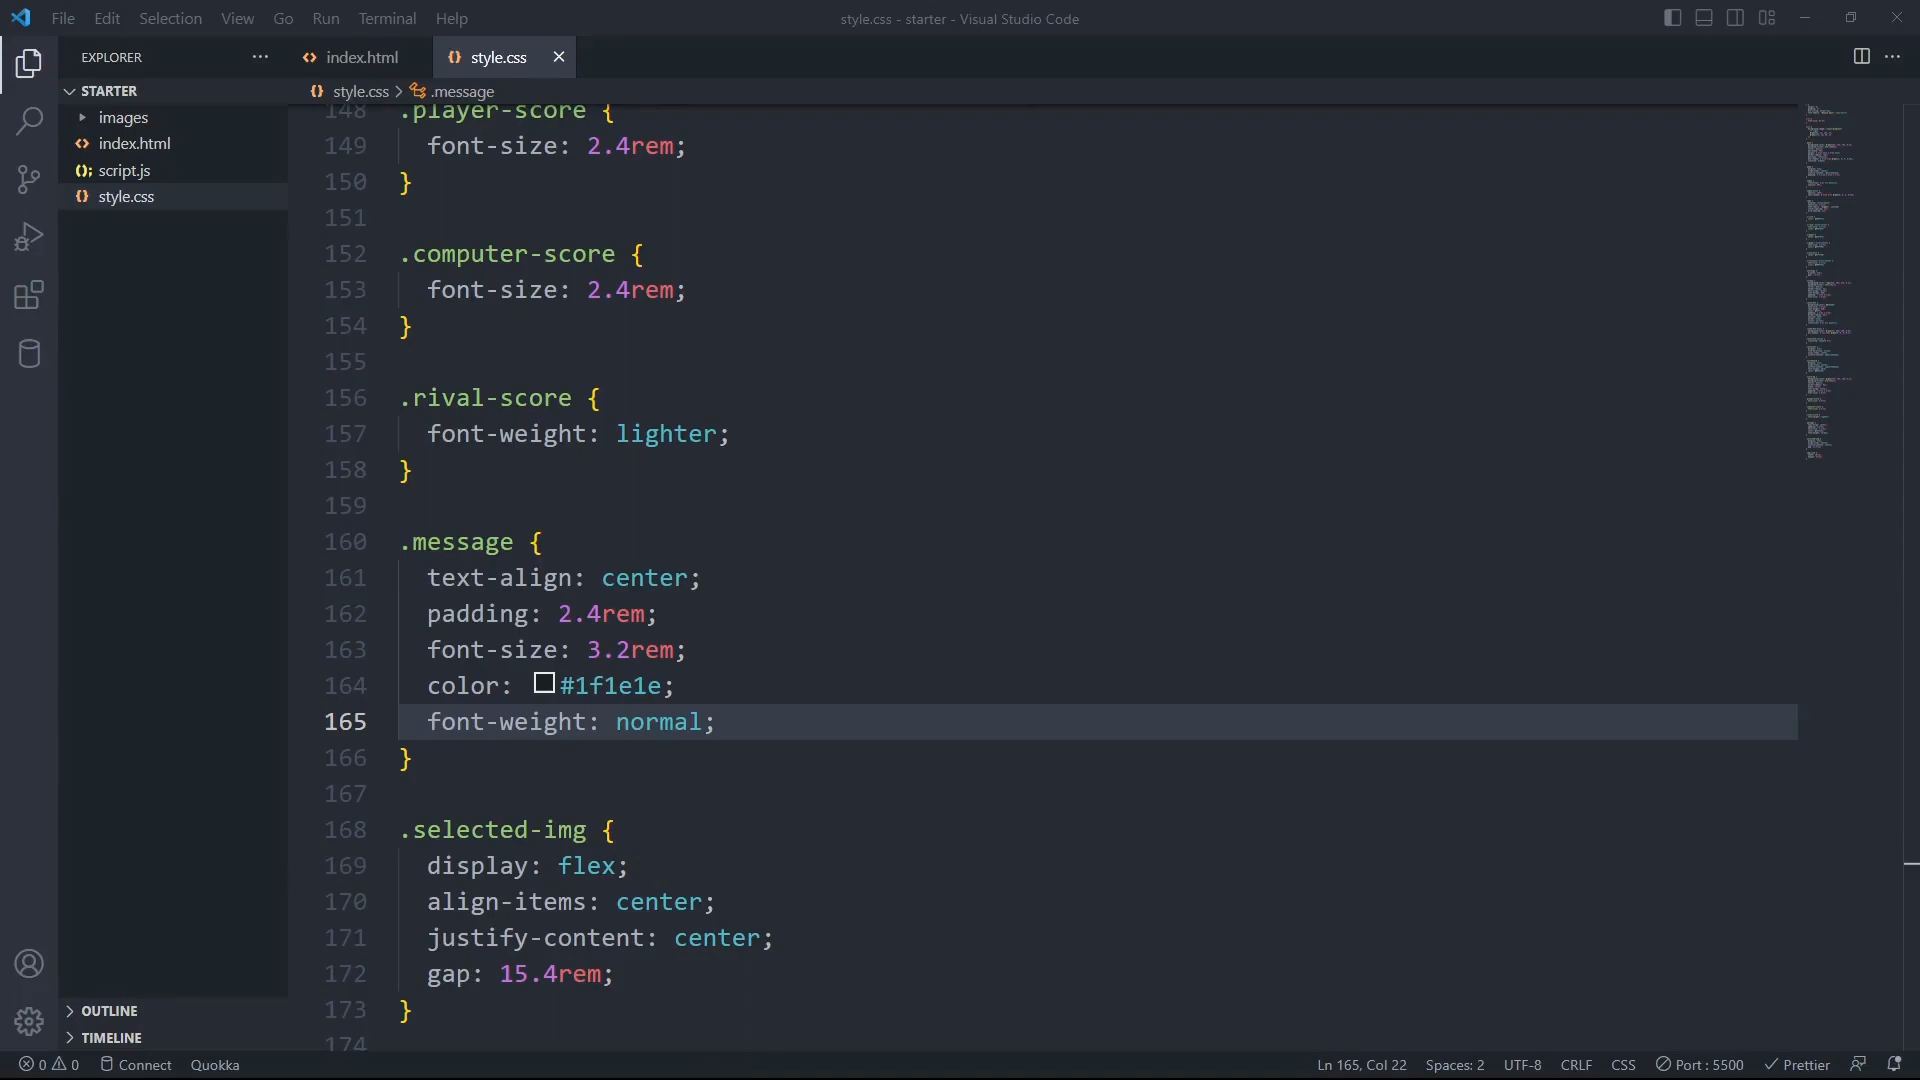 File Edit Selection View Go Run Terminal Help
style.css - starter - Visual Studio Code
EXPLORER
index.html
style.css
STARTER
style.css > .message
images
index.html
script.js
style.css
148 .player-score {
149 font-size: 2.4rem;
150 }
151
152 .computer-score {
153 font-size: 2.4rem;
154 }
155
156 .rival-score {
157 font-weight: lighter;
158 }
159
160 .message {
161 text-align: center;
162 padding: 2.4rem;
163 font-size: 3.2rem;
164 color: #1f1e1e;
165 font-weight: normal;
166 }
167
168 .selected-img {
169 display: flex;
170 align-items: center;
171 justify-content: center;
172 gap: 15.4rem;
173 }
174
OUTLINE
TIMELINE
0 0 Connect Quokka
Ln 165, Col 22 Spaces: 2 UTF-8 CRLF CSS Port : 5500 Prettier